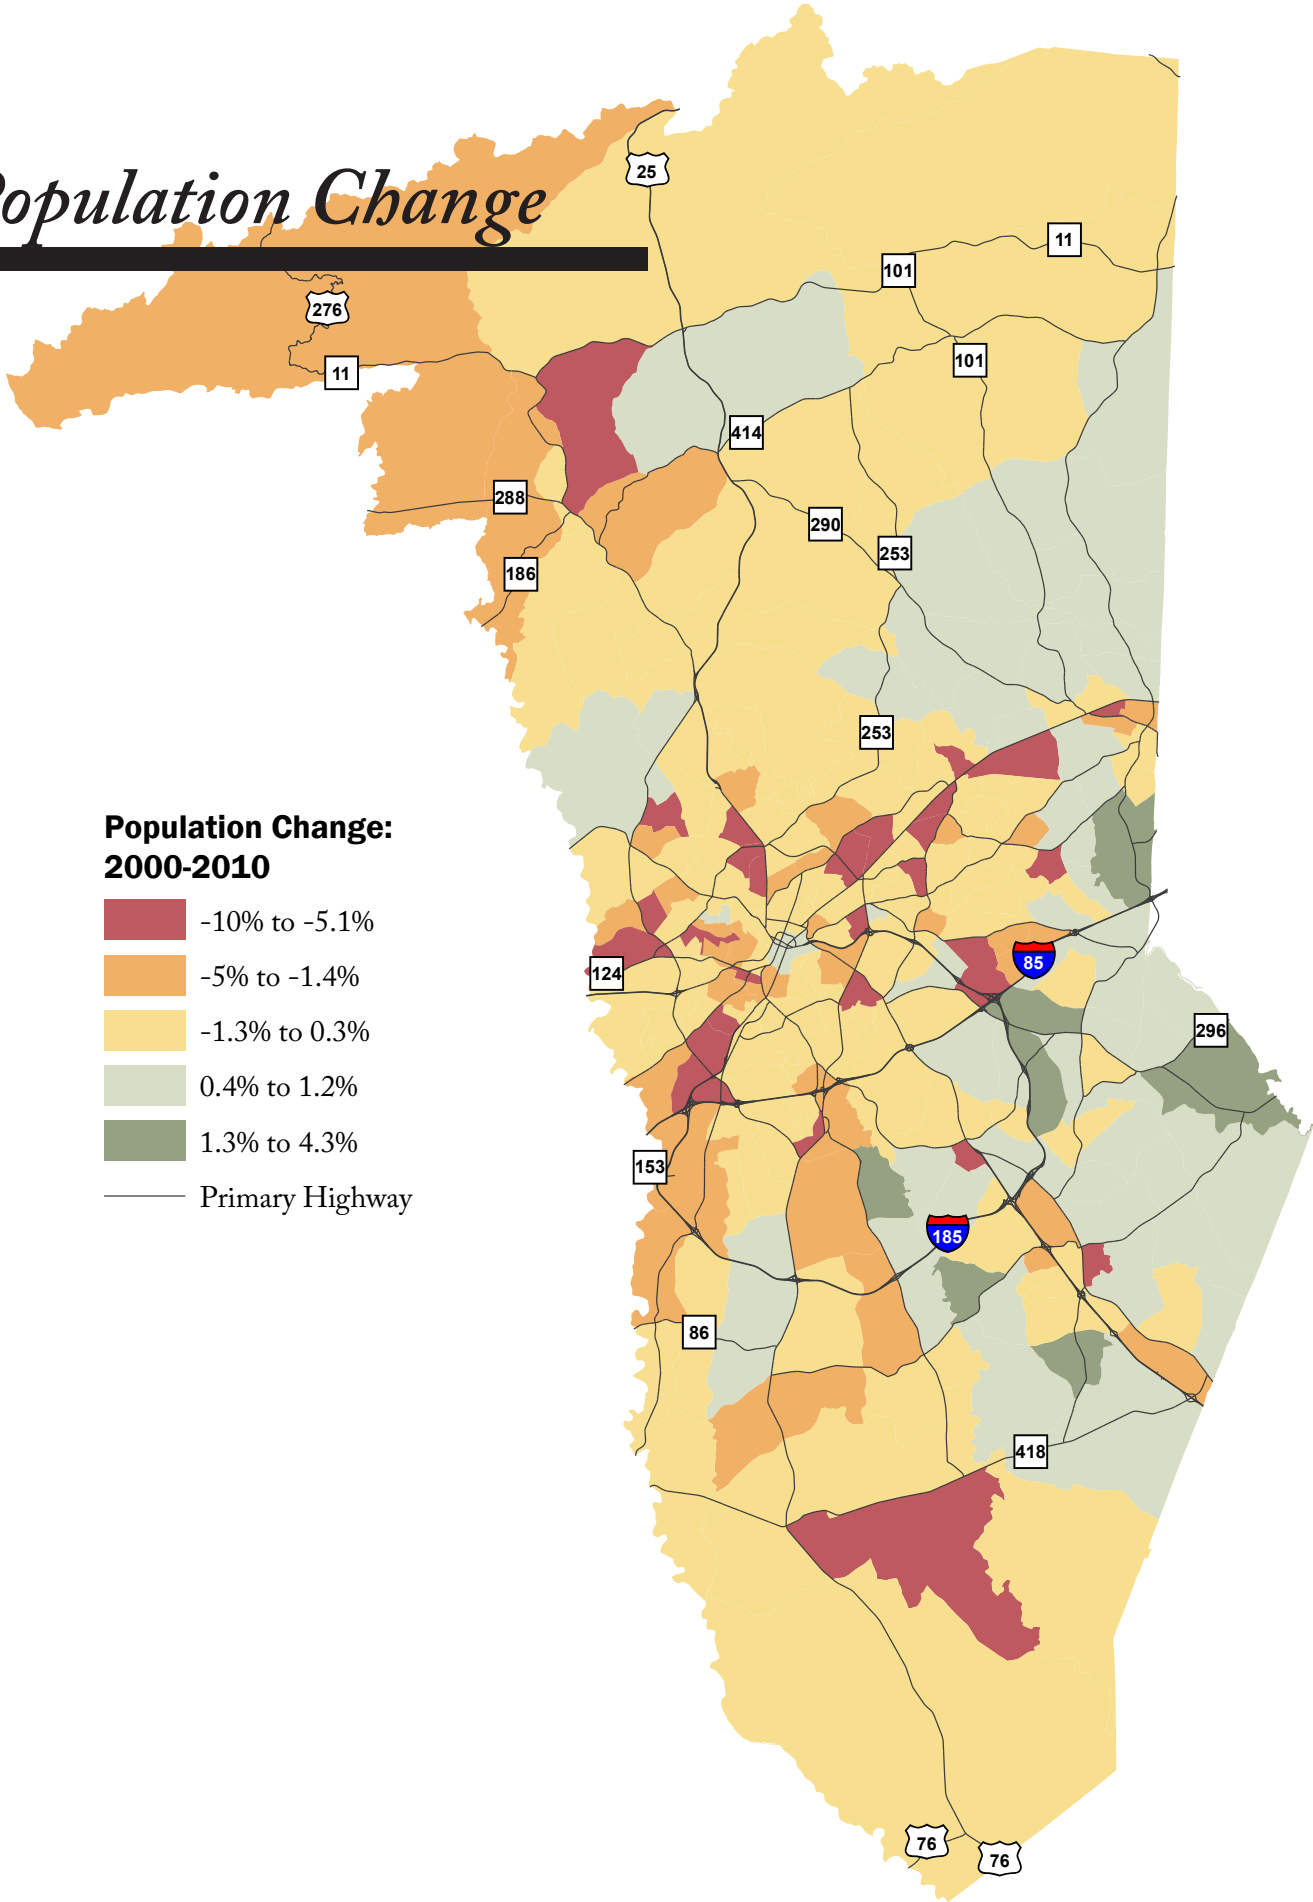 Population Change
25
11
101
276
11
101
414
288
290
253
186
253
Population Change:
2000-2010
-10% to -5.1%
-5% to -1.4%
-1.3% to 0.3%
0.4% to 1.2%
1.3% to 4.3%
Primary Highway
85
124
296
153
185
86
418
76
76